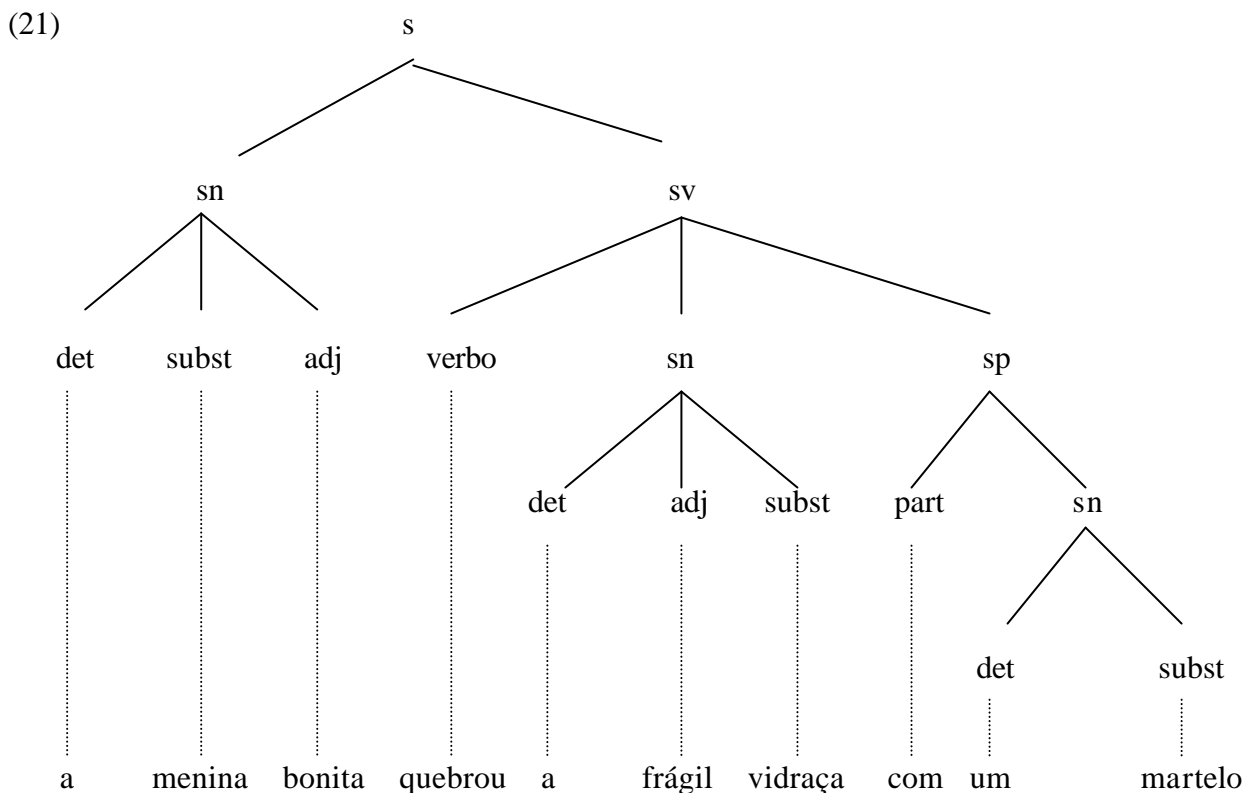 (21) s
sn sv
det subst adj verbo sn sp
det adj subst part sn
det subst
a menina bonita quebrou a frágil vidraça com um martelo